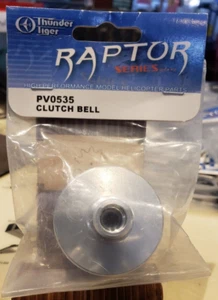 Thunder
Tiger
RAPTOR
SERIES
HIGH PERFORMANCE MODEL HELICOPTER PARTS
PV0535
CLUTCH BELL